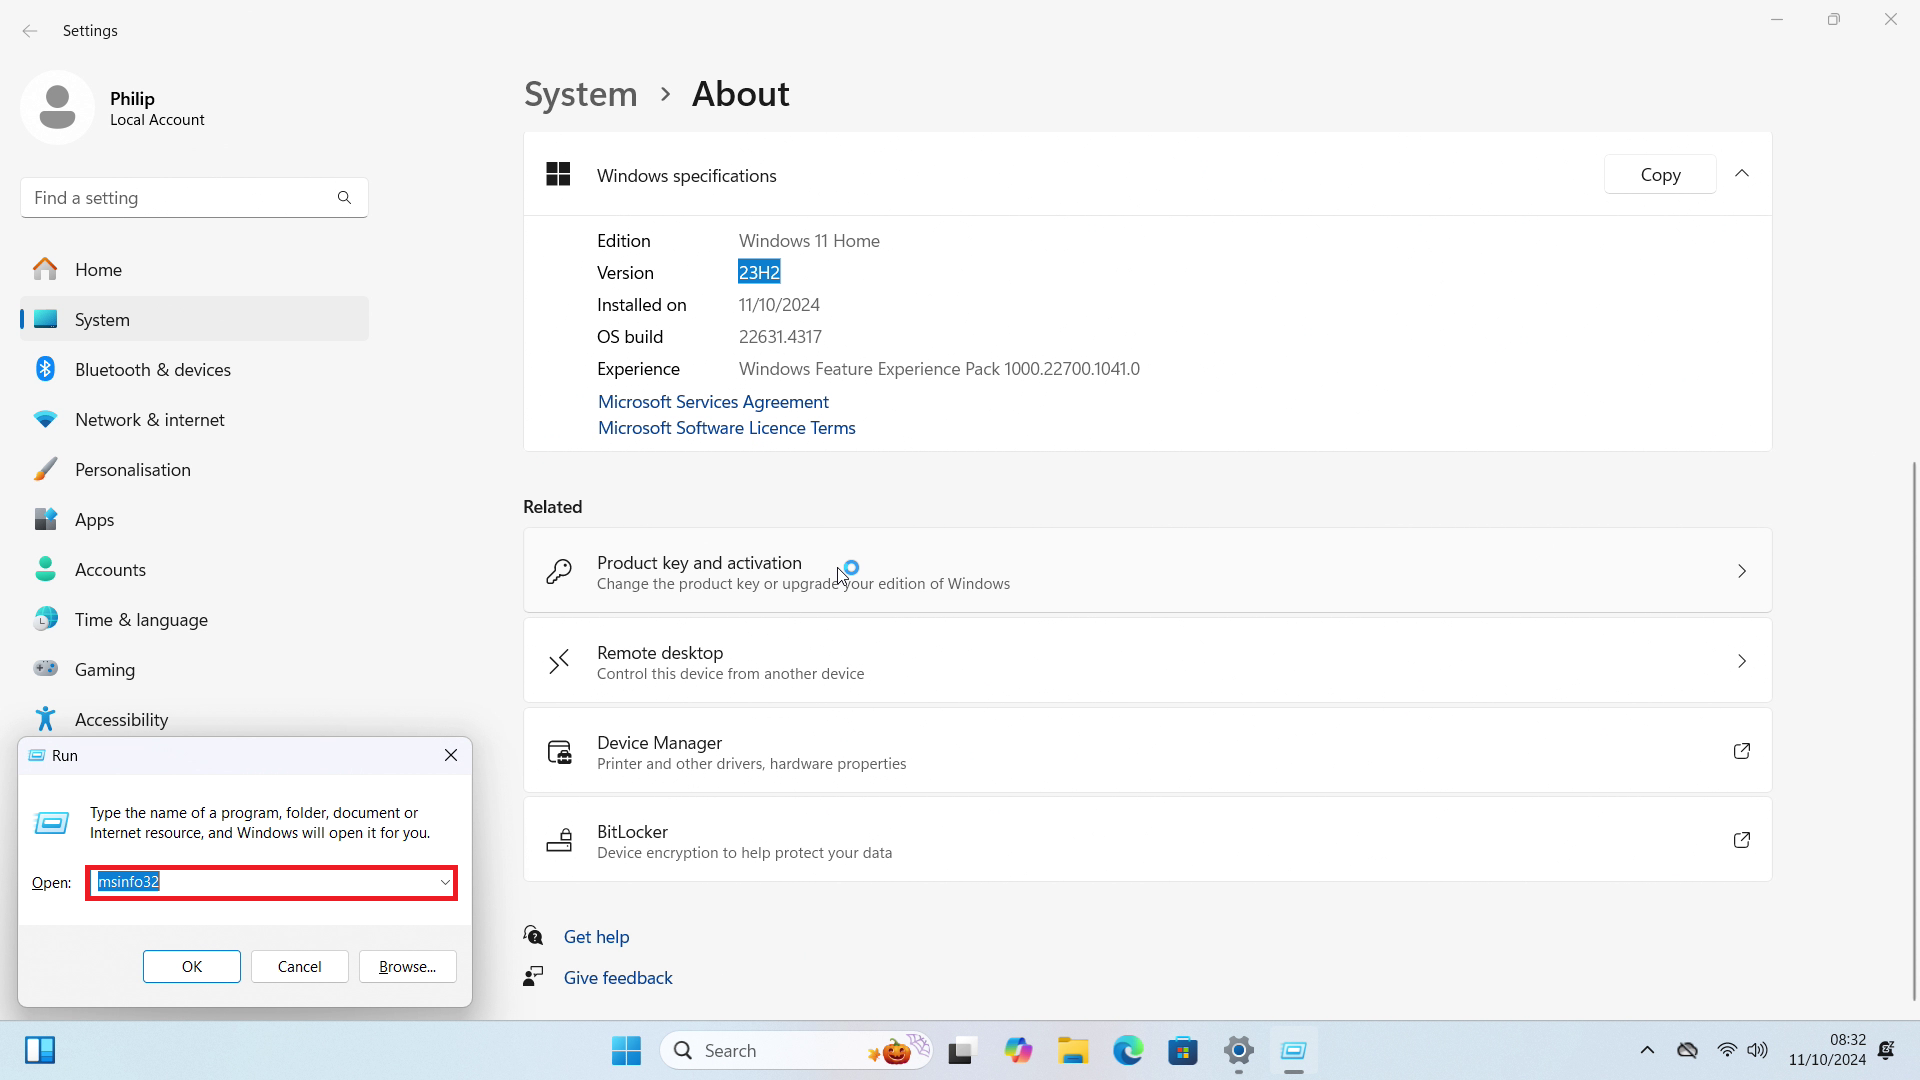 Settings
Philip
Local Account
Find a setting
Home
System
Bluetooth & devices
Network & internet
Personalisation
Apps
Accounts
Time & language
Gaming
Accessibility
System > About
Windows specifications
Copy
Edition Windows 11 Home
Version 23H2
Installed on 11/10/2024
OS build 22631.4317
Experience Windows Feature Experience Pack 1000.22700.1041.0
Microsoft Services Agreement
Microsoft Software Licence Terms
Related
Product key and activation
Change the product key or upgrade your edition of Windows
Remote desktop
Control this device from another device
Device Manager
Printer and other drivers, hardware properties
BitLocker
Device encryption to help protect your data
Get help
Give feedback
Run
Type the name of a program, folder, document or
Internet resource, and Windows will open it for you.
Open: msinfo32
OK Cancel Browse...
Search
08:32
11/10/2024